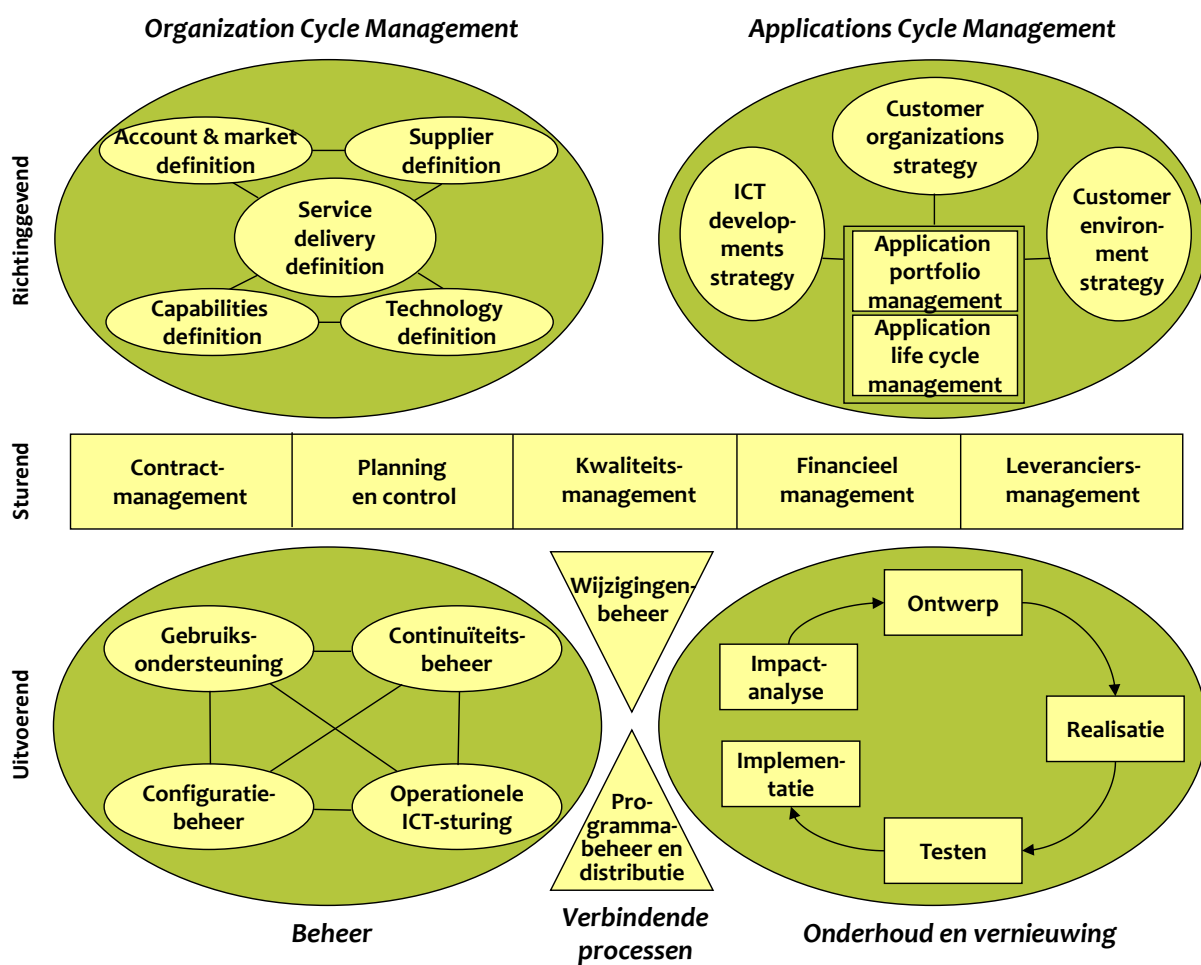 Organization Cycle Management
Applications Cycle Management
Richtinggevend
Account & market
definition
Supplier
definition
Service
delivery
definition
Capabilities
definition
Technology
definition
Customer
organizations
strategy
ICT
develop-
ments
strategy
Customer
environ-
ment
strategy
Application
portfolio
management
Application
life cycle
management
Sturend
Contract-
management
Planning
en control
Kwaliteits-
management
Financieel
management
Leveranciers-
management
Uitvoerend
Gebruiks-
ondersteuning
Continuïteits-
beheer
Configuratie-
beheer
Operationele
ICT-sturing
Wijzigingen-
beheer
Pro-
gramma-
beheer en
distributie
Ontwerp
Impact-
analyse
Realisatie
Implemen-
tatie
Testen
Beheer
Verbindende
processen
Onderhoud en vernieuwing